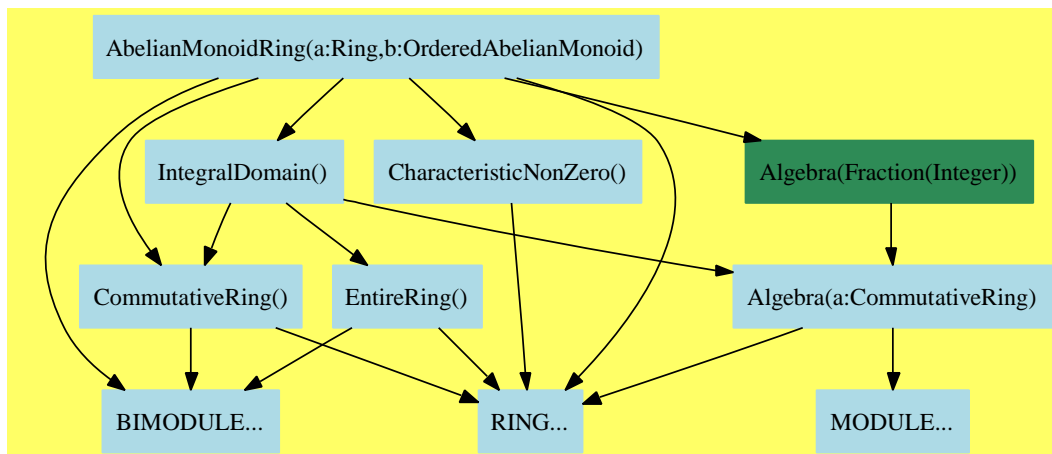 AbelianMonoidRing(a:Ring,b:OrderedAbelianMonoid)
IntegralDomain()
CharacteristicNonZero()
Algebra(Fraction(Integer))
CommutativeRing()
EntireRing()
Algebra(a:CommutativeRing)
BIMODULE...
RING...
MODULE...